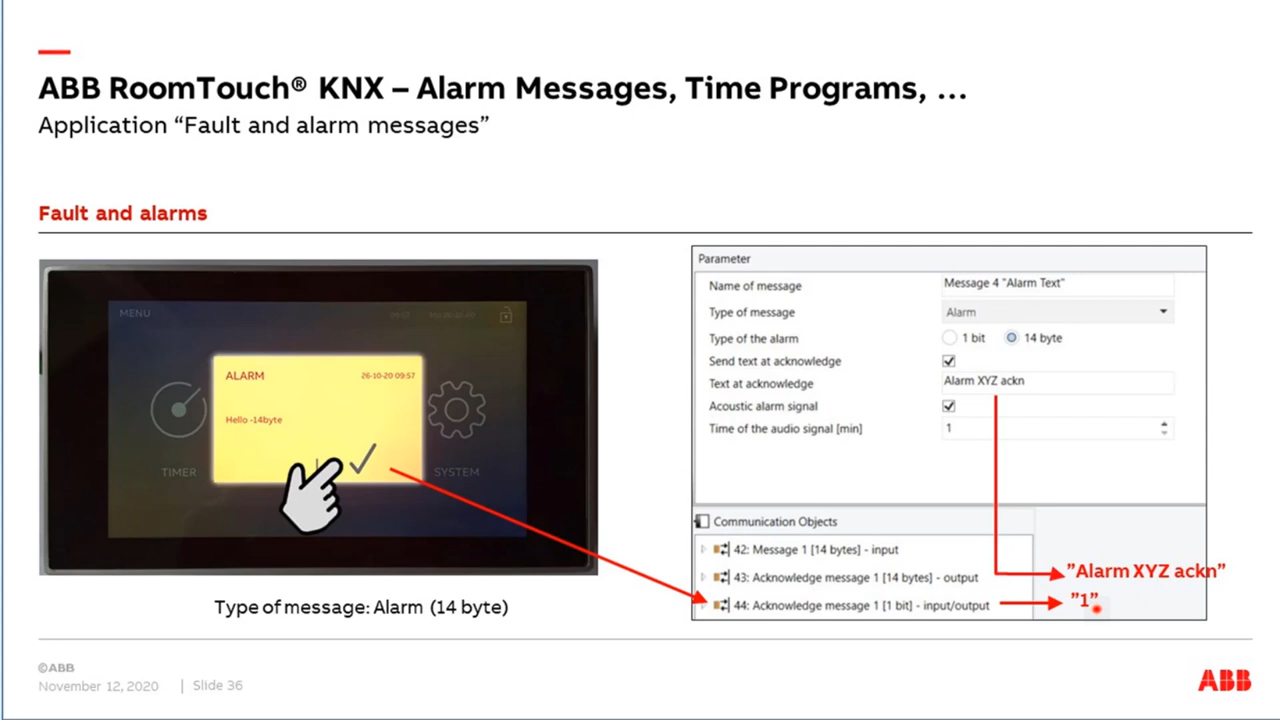 ABB RoomTouch® KNX – Alarm Messages, Time Programs, …
Application “Fault and alarm messages”
Fault and alarms
MENU
09:57
ALARM
26-10-20 09:57
Hello -14byte
TIMER
SYSTEM
Type of message: Alarm (14 byte)
Parameter
Name of message
Message 4 "Alarm Text"
Type of message
Alarm
Type of the alarm
1 bit
14 byte
Send text at acknowledge
Text at acknowledge
Alarm XYZ ackn
Acoustic alarm signal
Time of the audio signal [min]
1
Communication Objects
42: Message 1 [14 bytes] - input
43: Acknowledge message 1 [14 bytes] - output
44: Acknowledge message 1 [1 bit] - input/output
”Alarm XYZ ackn”
”1”
©ABB
November 12, 2020 | Slide 36
ABB